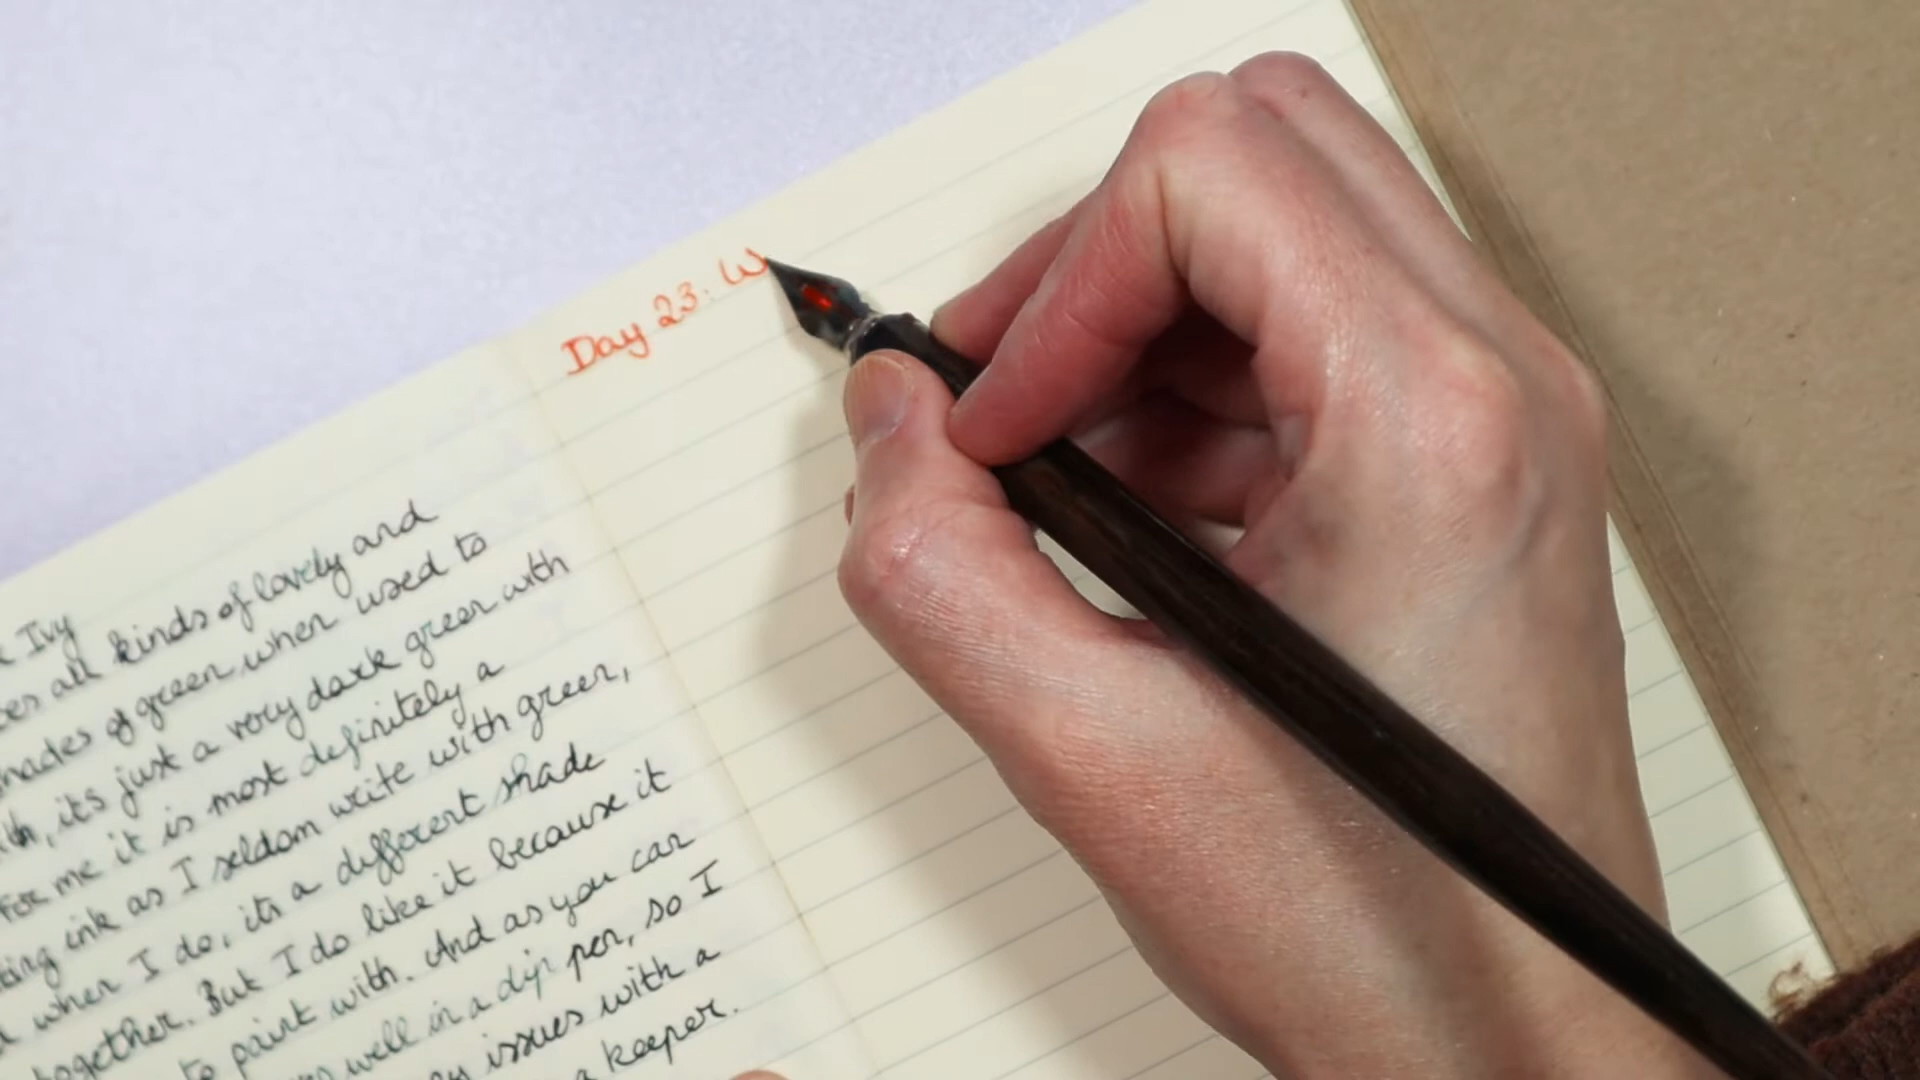 Ivy
all kinds of lovely and
shades of green when used to
with, its just a very dark green with
For me it is most definitely a
ink as I seldom write with green,
when I do, its a different shade
together. But I do like it because it
to paint with. And as you can
well in a dip pen, so I
issues with a
a keeper.
Day 23: W